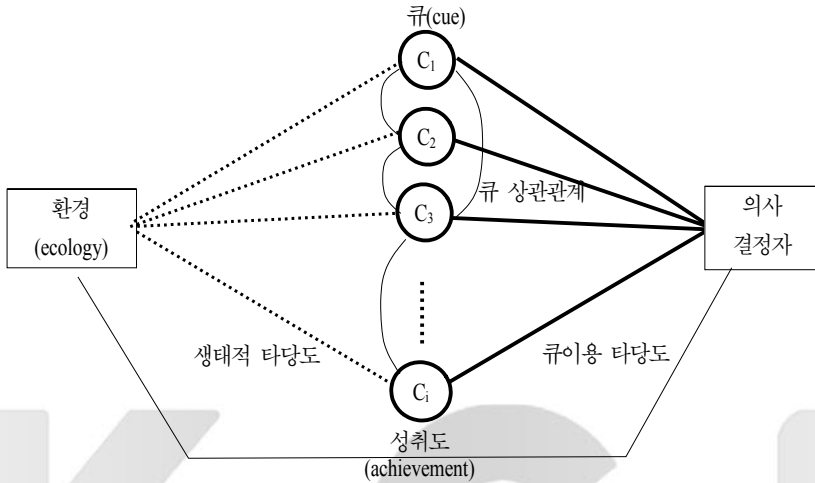 큐(cue)
C1
C2
큐 상관관계
환경
(ecology)
C3
의사
결정자
생태적 타당도
큐이용 타당도
Ci
성취도
(achievement)